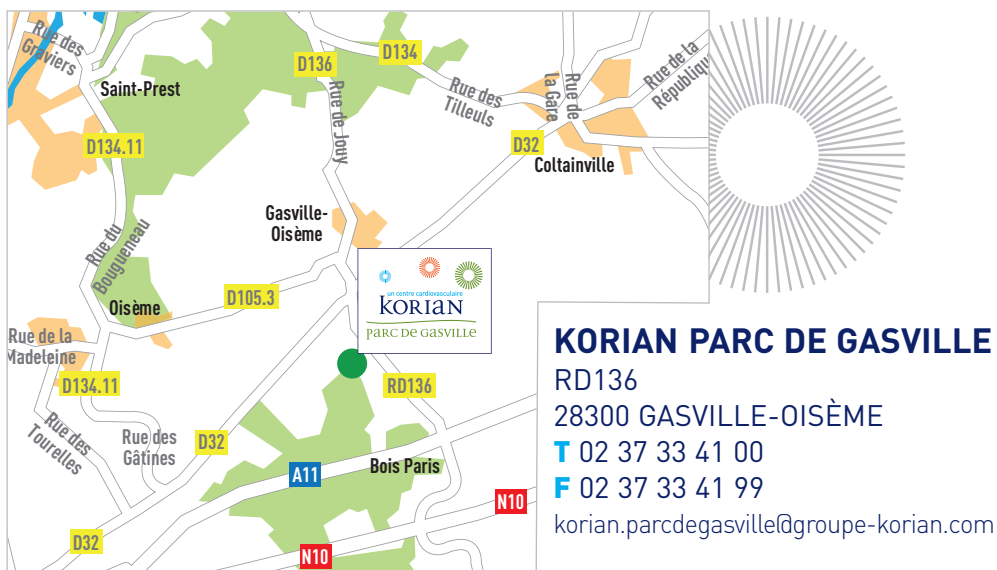 Rue des
Graviers
Saint-Prest
D134.11
D136
D134
Rue de Jouy
Rue des
Tilleuls
Rue de
la Gare
Rue de la
Républiqu
D32
Coltainville
Gasville-
Oisème
Rue du
Bougueneau
Oisème
D105.3
un centre cardiovasculaire
KORIAN
PARC DE GASVILLE
Rue de la
Madeleine
D134.11
RD136
Rue des
Tourelles
Rue des
Gâtines
D32
A11
Bois Paris
N10
D32
N10
KORIAN PARC DE GASVILLE
RD136
28300 GASVILLE-OISÈME
T 02 37 33 41 00
F 02 37 33 41 99
korian.parcdegasville@groupe-korian.com